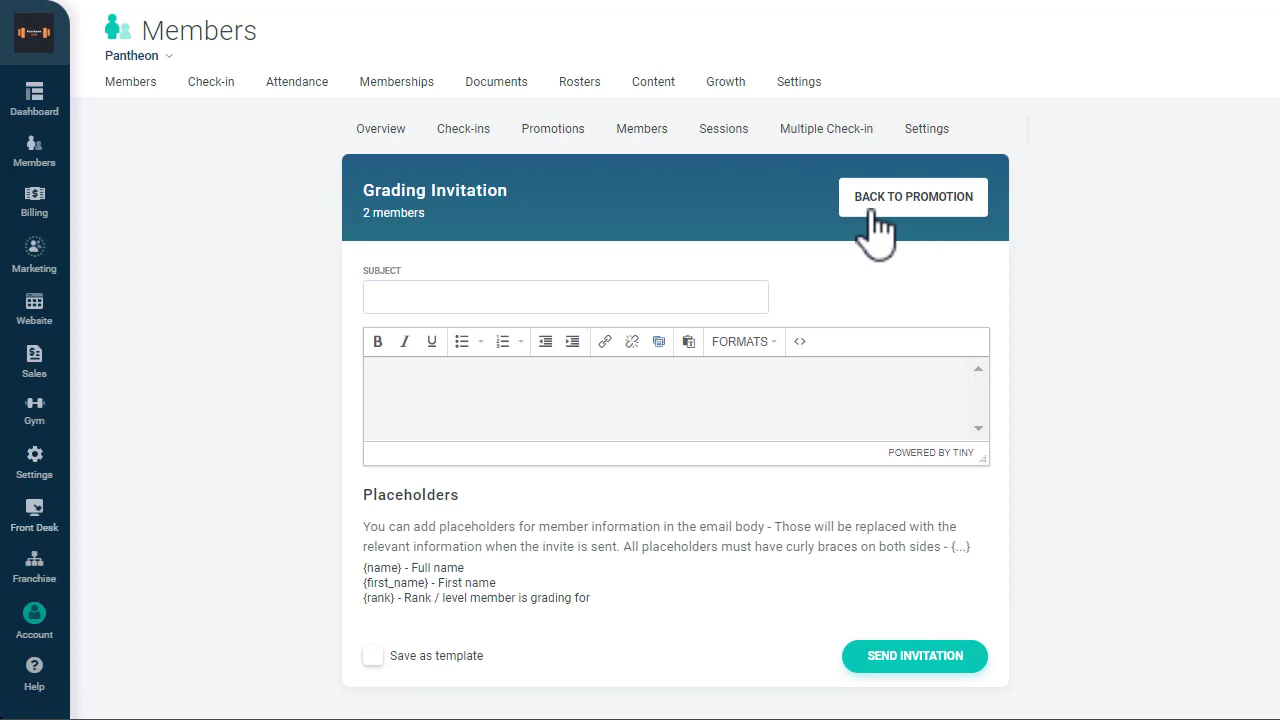 Members
Pantheon
Members Check-in Attendance Memberships Documents Rosters Content Growth Settings
Overview Check-ins Promotions Members Sessions Multiple Check-in Settings
Dashboard
Members
Billing
Marketing
Website
Sales
Gym
Settings
Front Desk
Franchise
Account
Help
Grading Invitation
2 members
BACK TO PROMOTION
SUBJECT
B I U FORMATS
POWERED BY TINY
Placeholders
You can add placeholders for member information in the email body - Those will be replaced with the
relevant information when the invite is sent. All placeholders must have curly braces on both sides - {...}
{name} - Full name
{first_name} - First name
{rank} - Rank / level member is grading for
Save as template
SEND INVITATION